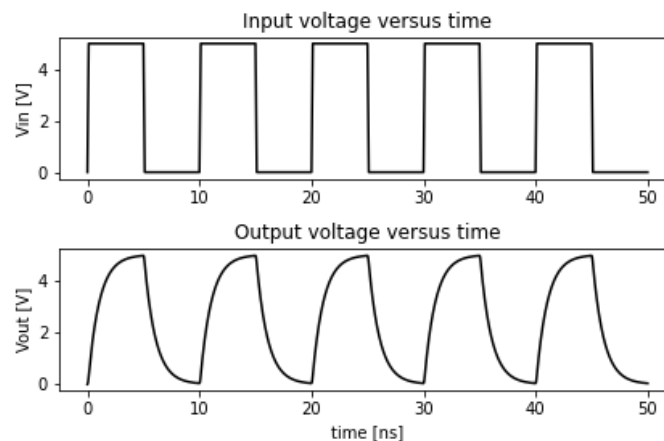 Input voltage versus time
Vin [V]
4
2
0
0 10 20 30 40 50
Output voltage versus time
Vout [V]
4
2
0
0 10 20 30 40 50
time [ns]